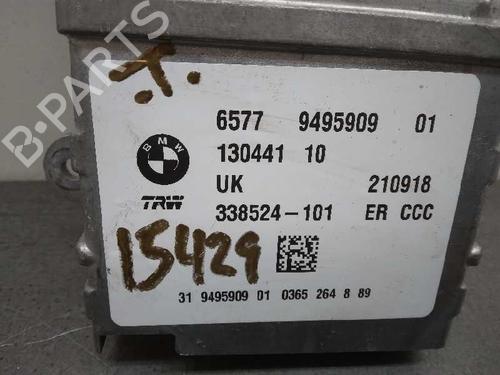 B-PARTS
.T.
6577 9495909 01
BMW
130441 10
UK 210918
TRW
338524-101 ER CCC
15429
31 9495909 01 0365 264 8 89